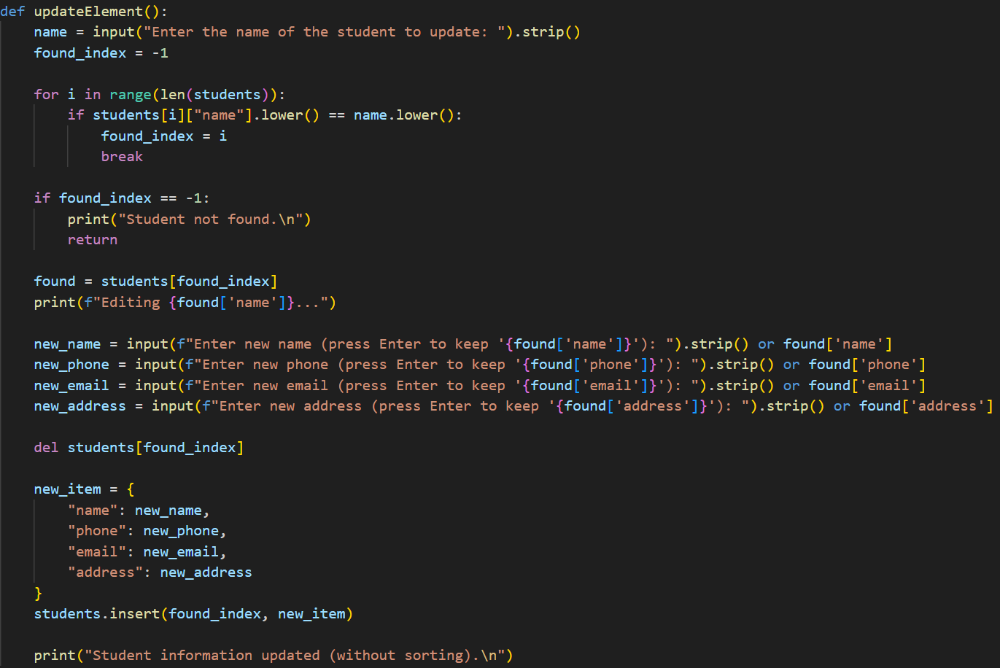 def updateElement():
    name = input("Enter the name of the student to update: ").strip()
    found_index = -1

    for i in range(len(students)):
        if students[i]["name"].lower() == name.lower():
            found_index = i
            break

    if found_index == -1:
        print("Student not found.\n")
        return

    found = students[found_index]
    print(f"Editing {found['name']}...")

    new_name = input(f"Enter new name (press Enter to keep '{found['name']}'): ").strip() or found['name']
    new_phone = input(f"Enter new phone (press Enter to keep '{found['phone']}'): ").strip() or found['phone']
    new_email = input(f"Enter new email (press Enter to keep '{found['email']}'): ").strip() or found['email']
    new_address = input(f"Enter new address (press Enter to keep '{found['address']}'): ").strip() or found['address']

    del students[found_index]

    new_item = {
        "name": new_name,
        "phone": new_phone,
        "email": new_email,
        "address": new_address
    }
    students.insert(found_index, new_item)

    print("Student information updated (without sorting).\n")